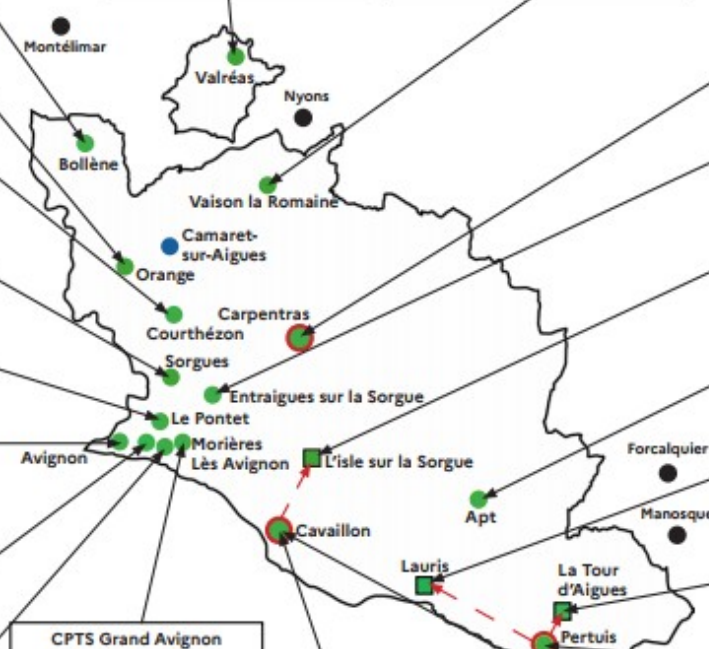 Montélimar
Valréas
Nyons
Bollène
Vaison la Romaine
Camaret-
sur-Aigues
Orange
Carpentras
Courthézon
Sorgues
Entraigues sur la Sorgue
Le Pontet
Avignon
Morières
Lès Avignon
L'isle sur la Sorgue
Forcalquier
Apt
Manosque
Cavaillon
Lauris
La Tour
d'Aigues
Pertuis
CPTS Grand Avignon